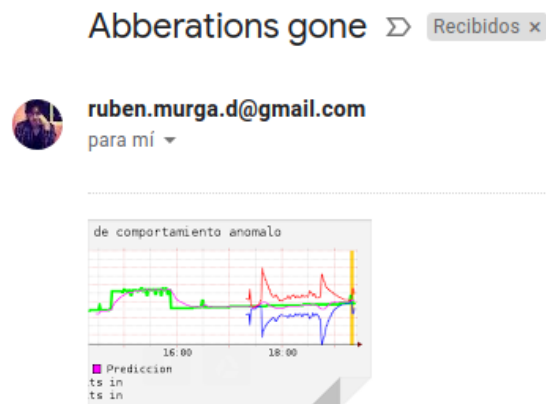 Abberations gone Recibidos ×
ruben.murga.d@gmail.com
para mí
de comportamiento anomalo
16:00 18:00
Prediccion
ts in
ts in